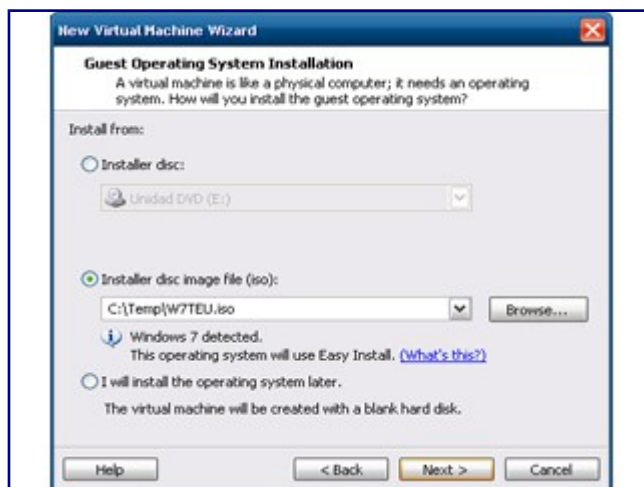 New Virtual Machine Wizard
Guest Operating System Installation
A virtual machine is like a physical computer; it needs an operating
system. How will you install the guest operating system?
Install from:
Installer disc:
Unidad DVD (E:)
Installer disc image file (iso):
C:\Temp\W7TEU.iso
Browse...
Windows 7 detected.
This operating system will use Easy Install. (What's this?)
I will install the operating system later.
The virtual machine will be created with a blank hard disk.
Help
< Back
Next >
Cancel